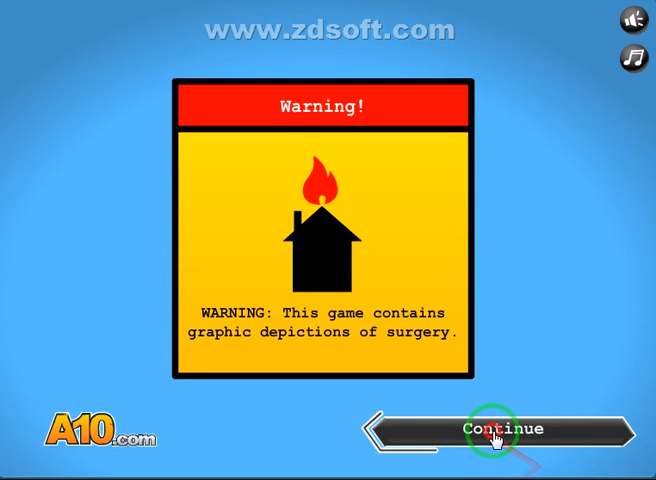 www.zdsoft.com
Warning!
WARNING: This game contains
graphic depictions of surgery.
A10.com
Continue